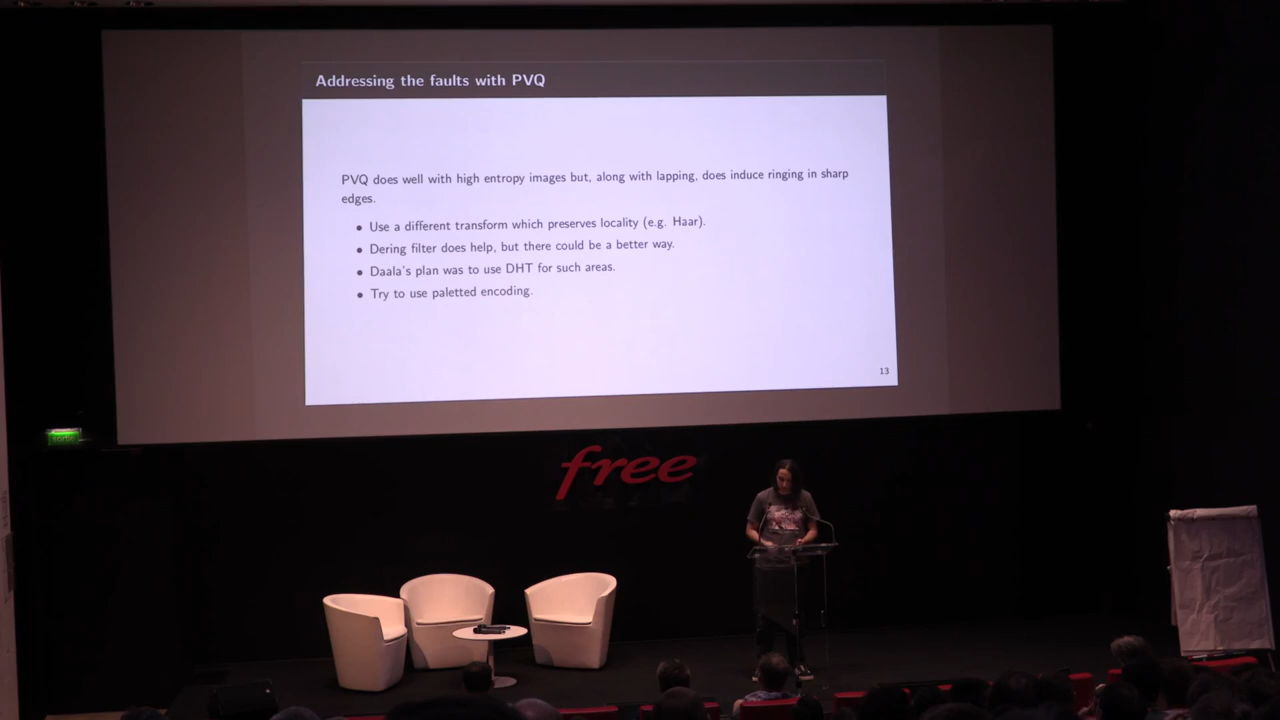 Addressing the faults with PVQ
PVQ does well with high entropy images but, along with lapping, does induce ringing in sharp
edges.
• Use a different transform which preserves locality (e.g. Haar).
• Dering filter does help, but there could be a better way.
• Daala's plan was to use DHT for such areas.
• Try to use paletted encoding.
13
sortie
free